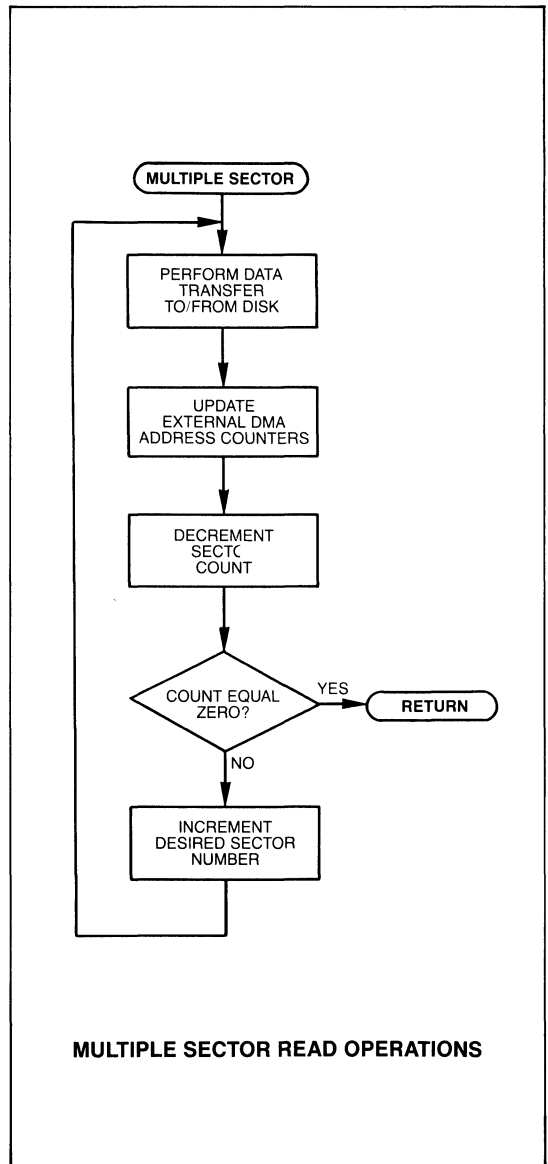 MULTIPLE SECTOR
PERFORM DATA
TRANSFER
TO/FROM DISK
UPDATE
EXTERNAL DMA
ADDRESS COUNTERS
DECREMENT
SECTC
COUNT
COUNT EQUAL
ZERO?
YES
RETURN
NO
INCREMENT
DESIRED SECTOR
NUMBER
MULTIPLE SECTOR READ OPERATIONS